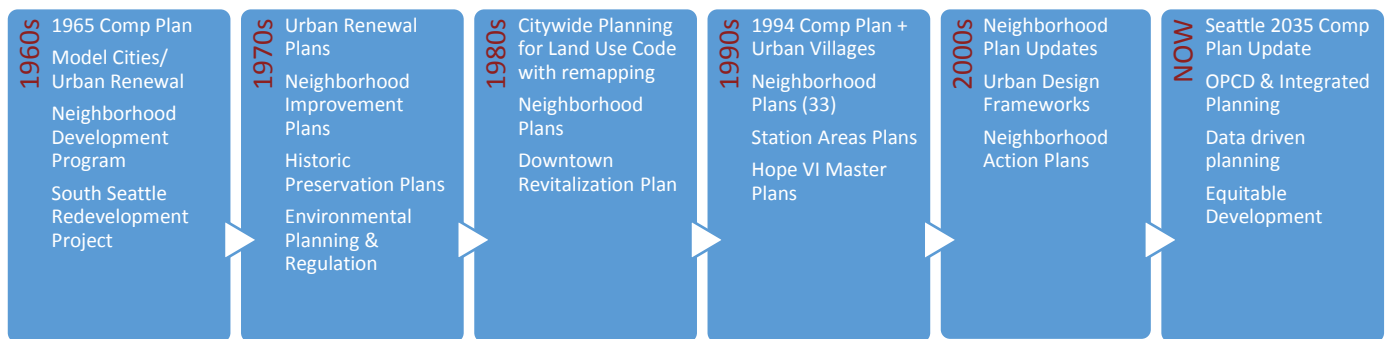 1960s
1965 Comp Plan
Model Cities/
Urban Renewal
Neighborhood
Development
Program
South Seattle
Redevelopment
Project
1970s
Urban Renewal
Plans
Neighborhood
Improvement
Plans
Historic
Preservation Plans
Environmental
Planning &
Regulation
1980s
Citywide Planning
for Land Use Code
with remapping
Neighborhood
Plans
Downtown
Revitalization Plan
1990s
1994 Comp Plan +
Urban Villages
Neighborhood
Plans (33)
Station Areas Plans
Hope VI Master
Plans
2000s
Neighborhood
Plan Updates
Urban Design
Frameworks
Neighborhood
Action Plans
NOW
Seattle 2035 Comp
Plan Update
OPCD & Integrated
Planning
Data driven
planning
Equitable
Development